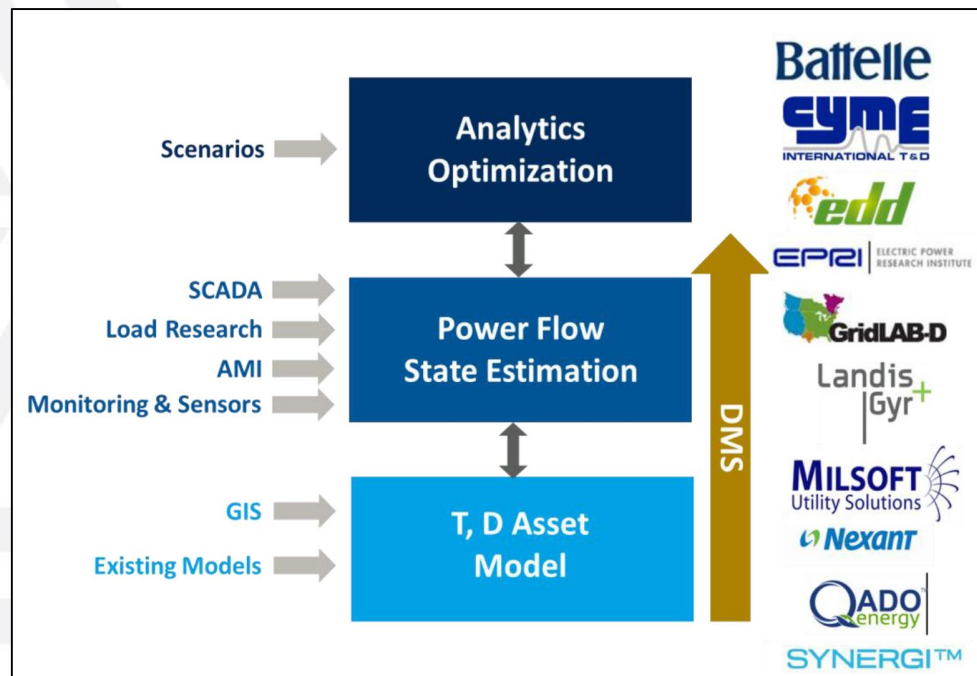 Scenarios
Analytics
Optimization
SCADA
Load Research
AMI
Monitoring & Sensors
Power Flow
State Estimation
GIS
Existing Models
T, D Asset
Model
DMS
Battelle
CYME
INTERNATIONAL T&D
edd
EPRI ELECTRIC POWER
RESEARCH INSTITUTE
GridLAB-D
Landis
Gyr+
MILSOFT
Utility Solutions
NEXANT
QADO
energy
SYNERGI™